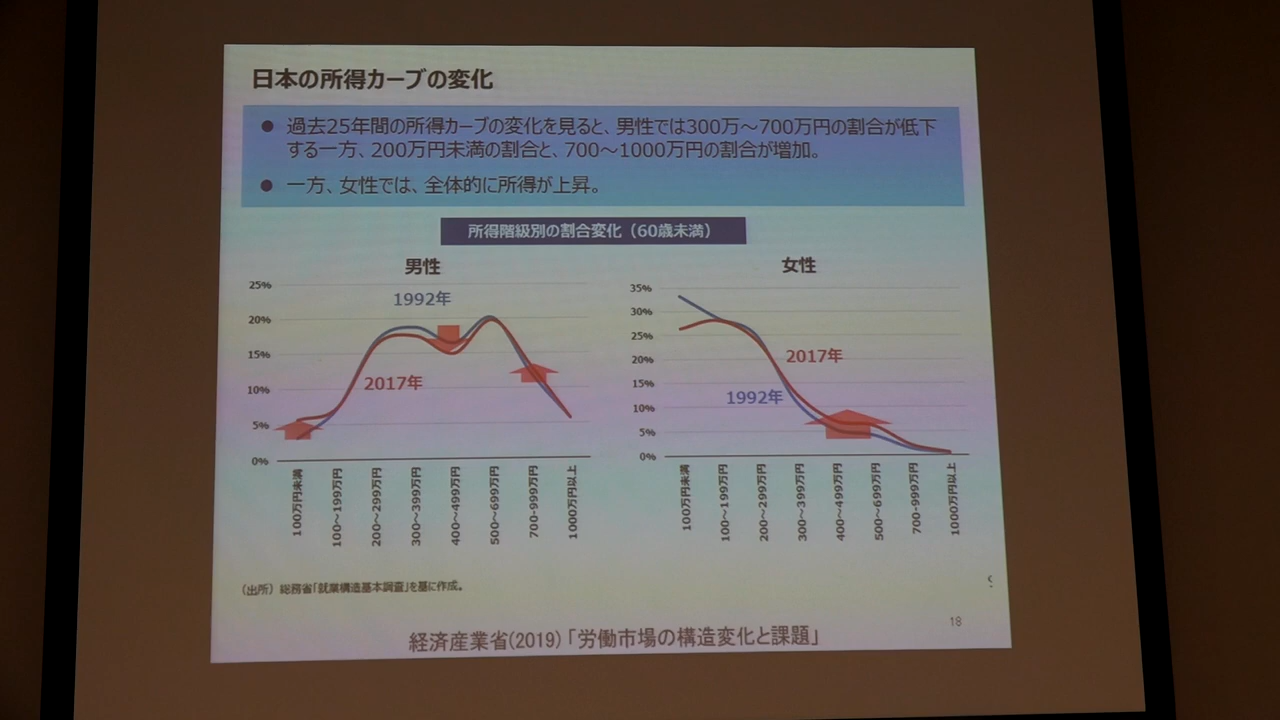 日本の所得カーブの変化
● 過去25年間の所得カーブの変化を見ると、男性では300万～700万円の割合が低下
する一方、200万円未満の割合と、700～1000万円の割合が増加。
● 一方、女性では、全体的に所得が上昇。
所得階級別の割合変化（60歳未満）
男性
25%
20%
15%
10%
5%
0%
1992年
2017年
100万円未満
100～199万円
200～299万円
300～399万円
400～499万円
500～699万円
700-999万円
1000万円以上
女性
35%
30%
25%
20%
15%
10%
5%
0%
2017年
1992年
100万円未満
100～199万円
200～299万円
300～399万円
400～499万円
500～699万円
700-999万円
1000万円以上
（出所）総務省「就業構造基本調査」を基に作成。
18
経済産業省(2019)「労働市場の構造変化と課題」